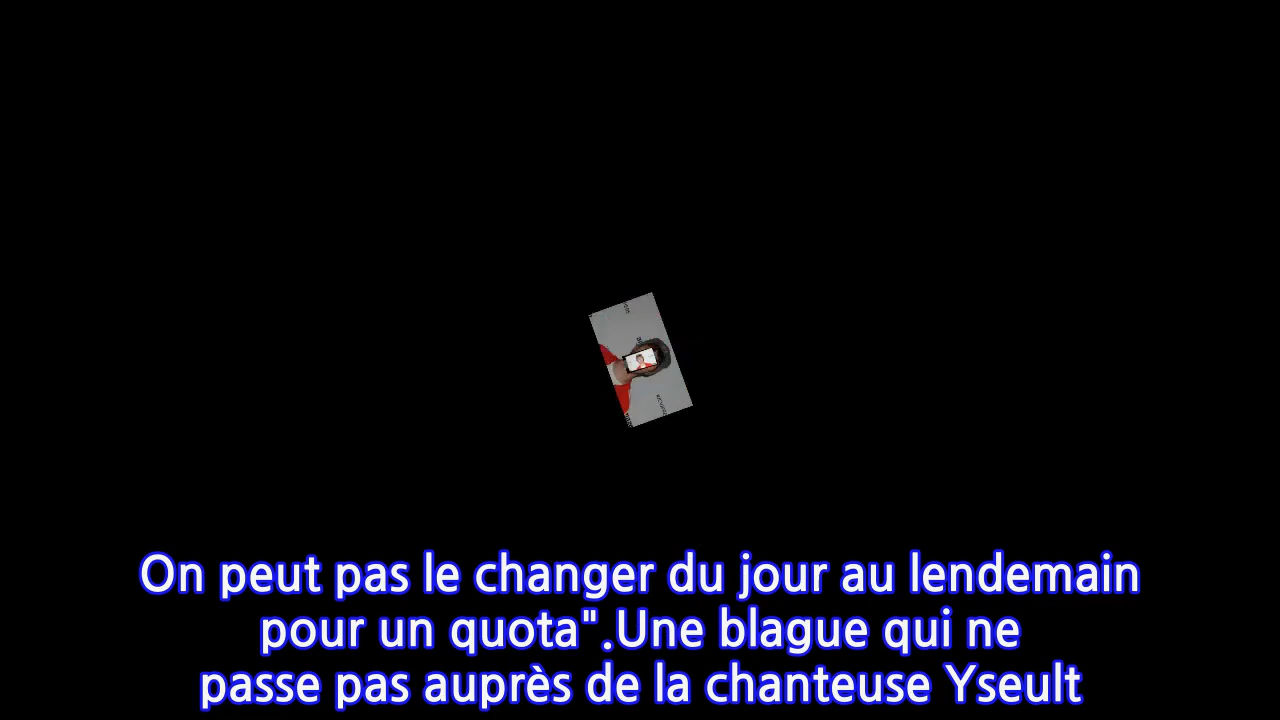 On peut pas le changer du jour au lendemain
pour un quota".Une blague qui ne
passe pas auprès de la chanteuse Yseult